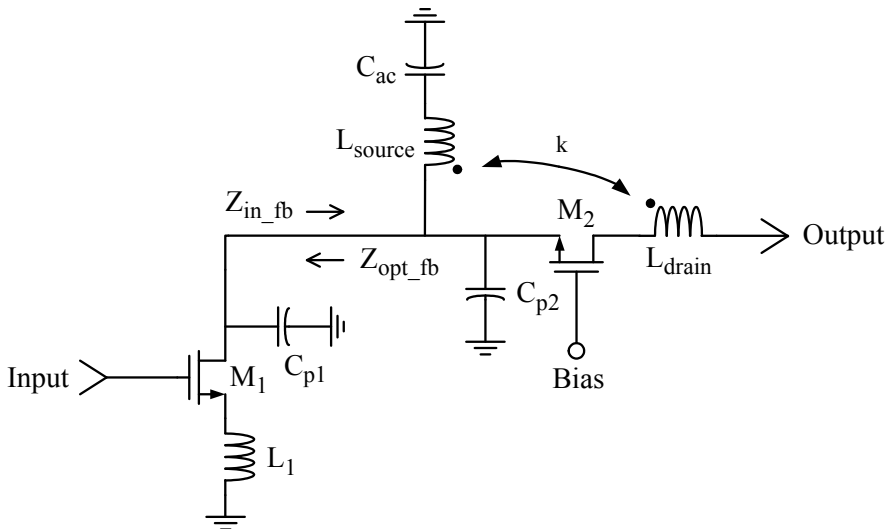 C_ac
L_source
k
Z_in_fb
M_2
Output
Z_opt_fb
L_drain
C_p2
C_p1
Input
M_1
Bias
L_1